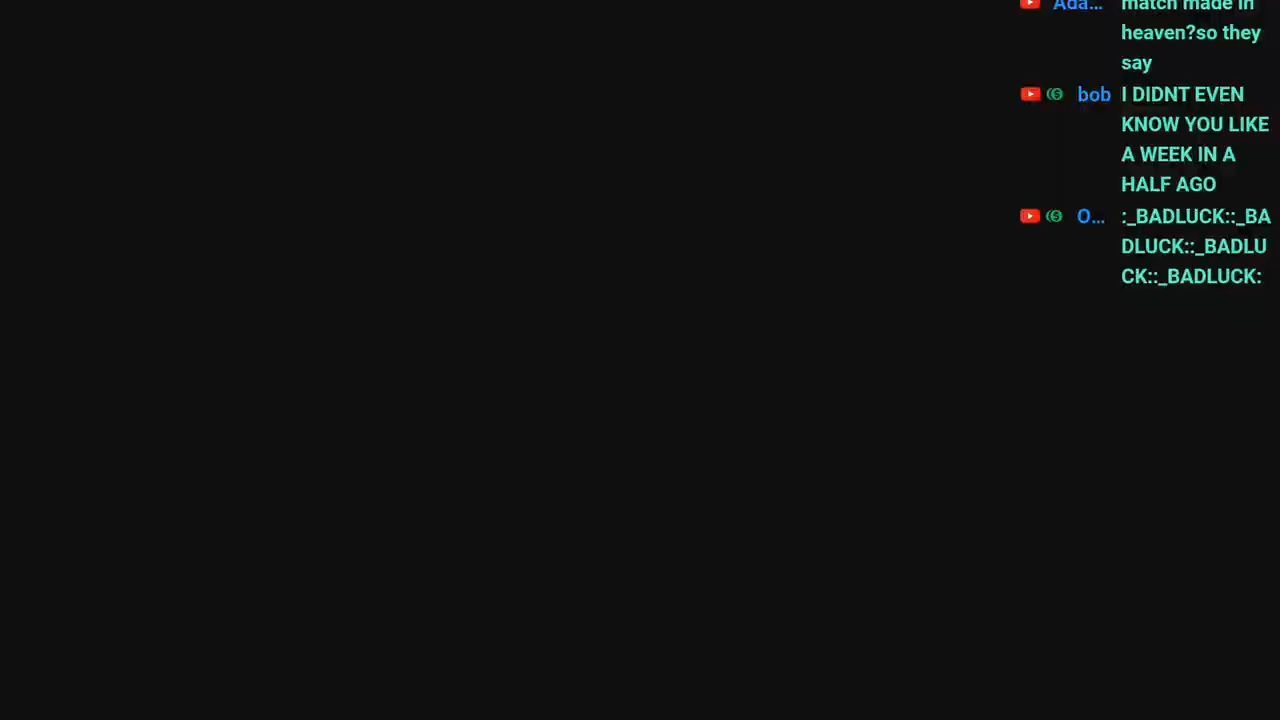 Ada... match made in
heaven?so they
say
bob I DIDNT EVEN
KNOW YOU LIKE
A WEEK IN A
HALF AGO
O... :_BADLUCK::_BA
DLUCK::_BADLU
CK::_BADLUCK: